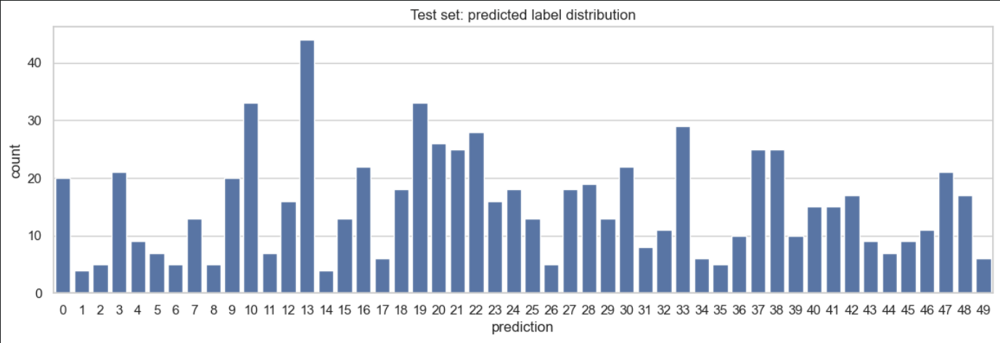 Test set: predicted label distribution
count
40
30
20
10
0
0 1 2 3 4 5 6 7 8 9 10 11 12 13 14 15 16 17 18 19 20 21 22 23 24 25 26 27 28 29 30 31 32 33 34 35 36 37 38 39 40 41 42 43 44 45 46 47 48 49
prediction